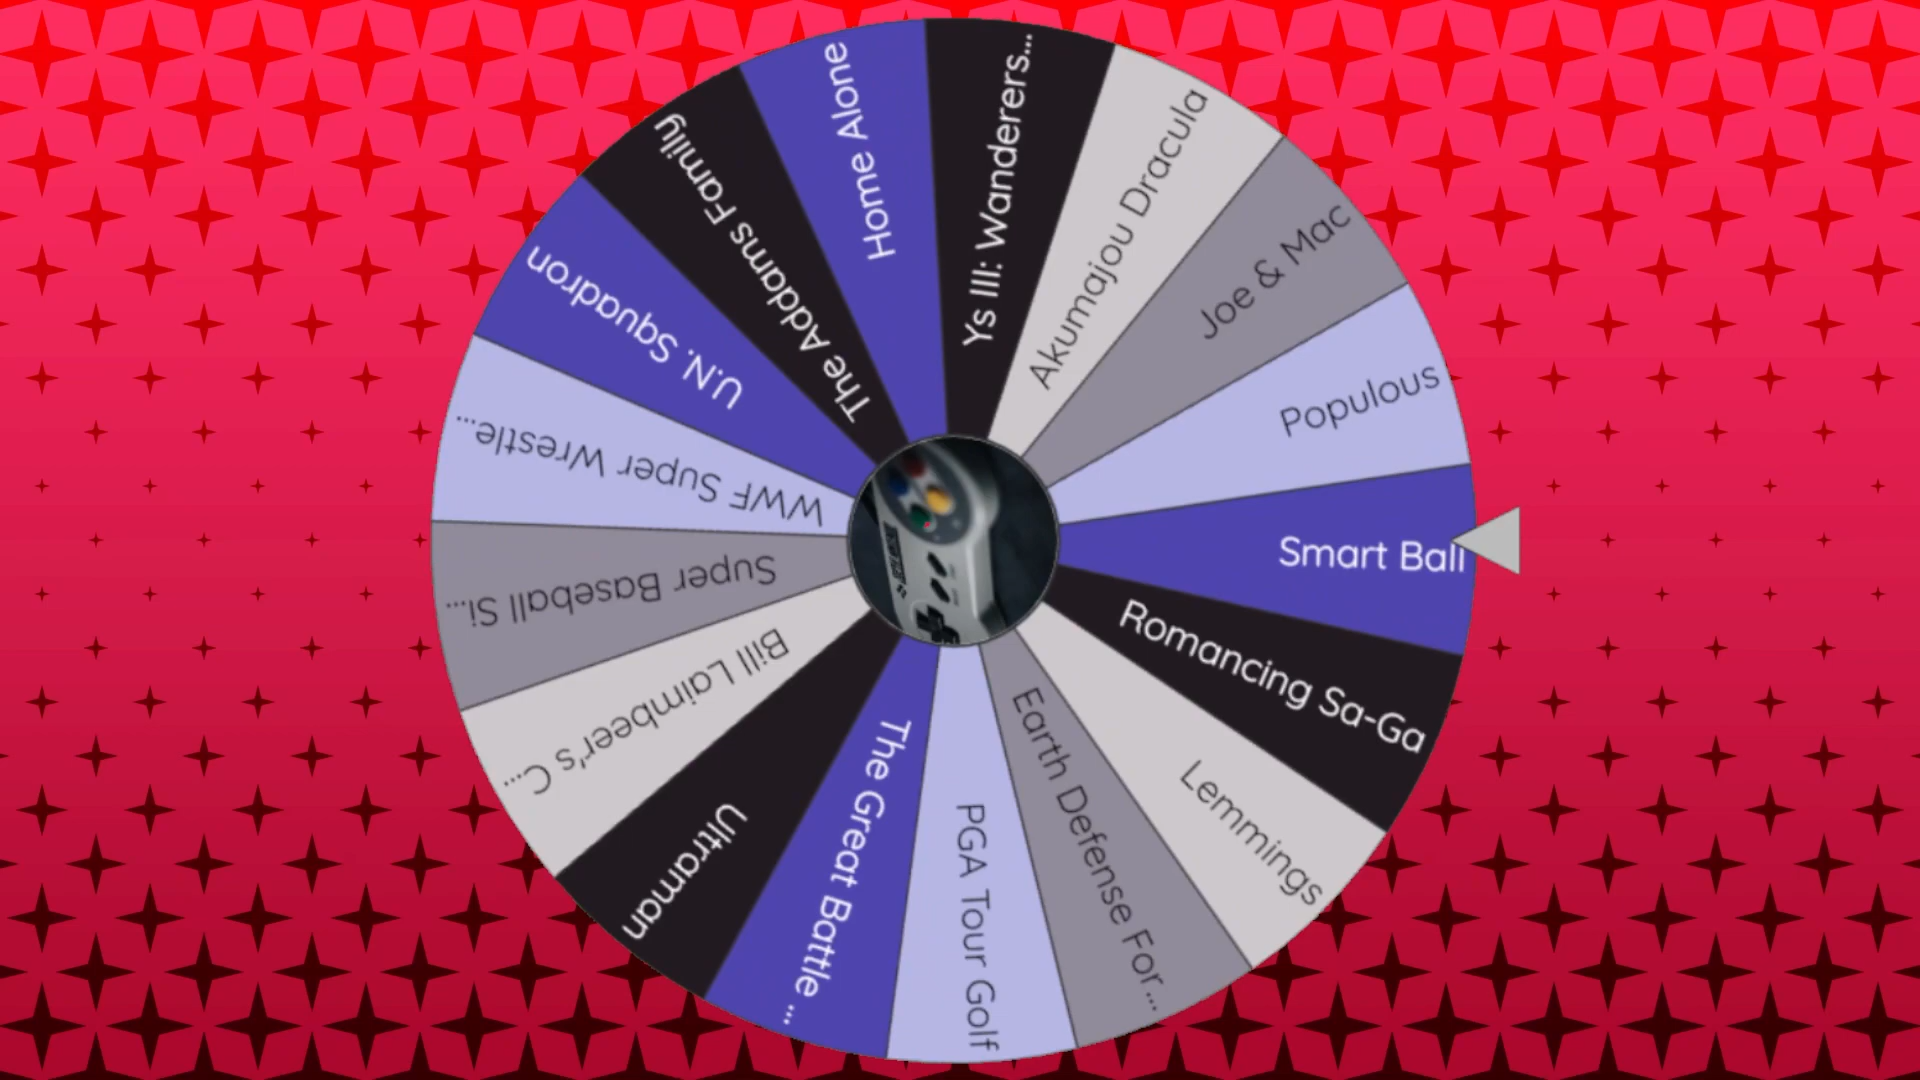 Home Alone
Ys III: Wanderers...
Akumajou Dracula
Joe & Mac
Populous
Smart Ball
Romancing Sa-Ga
Lemmings
Earth Defense For...
PGA Tour Golf
The Great Battle ...
Ultraman
Bill Laimbeer's C...
Super Baseball Si...
WWF Super Wrestle...
U.N. Squadron
The Addams Family